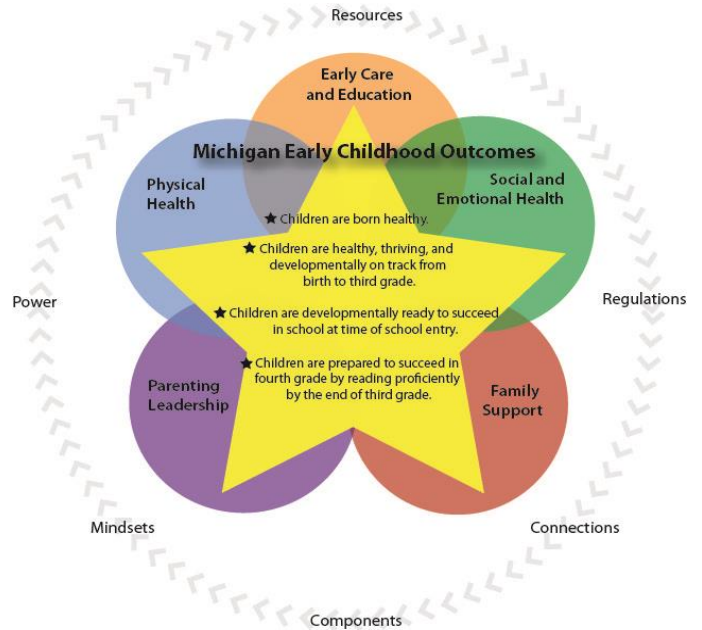 Resources
Early Care
and Education
Michigan Early Childhood Outcomes
Physical
Health
Social and
Emotional Health
Children are born healthy.
Children are healthy, thriving, and
developmentally on track from
birth to third grade.
Power
Regulations
Children are developmentally ready to succeed
in school at time of school entry.
Children are prepared to succeed in
fourth grade by reading proficiently
by the end of third grade.
Parenting
Leadership
Family
Support
Mindsets
Connections
Components